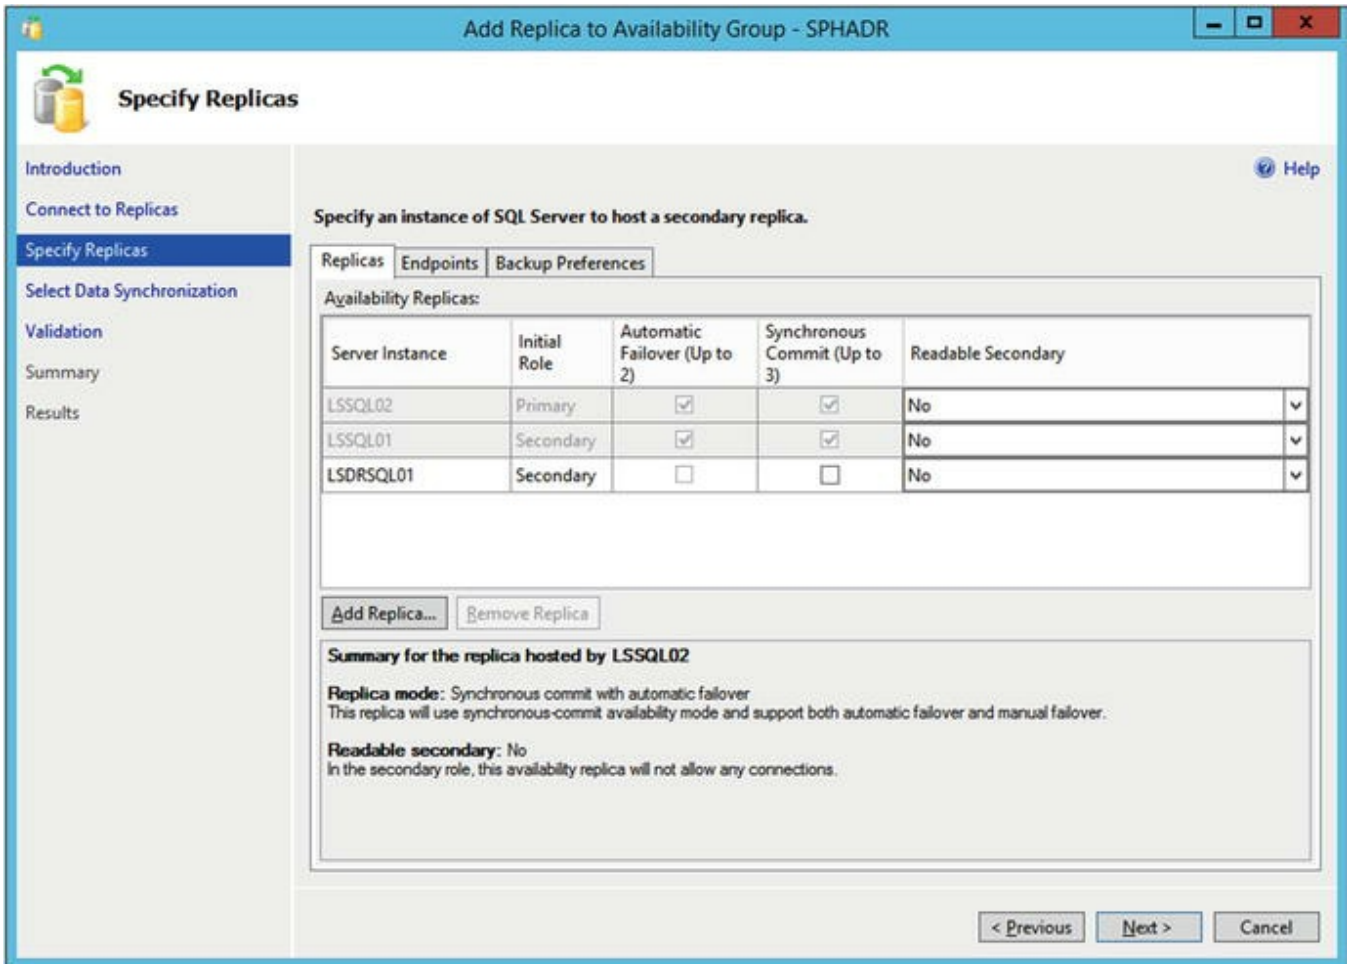 Add Replica to Availability Group - SPHADR
Specify Replicas
Introduction
Connect to Replicas
Specify Replicas
Select Data Synchronization
Validation
Summary
Results
Help
Specify an instance of SQL Server to host a secondary replica.
Replicas Endpoints Backup Preferences
Availability Replicas:
Server Instance Initial Role Automatic Failover (Up to 2) Synchronous Commit (Up to 3) Readable Secondary
LSSQL02 Primary No
LSSQL01 Secondary No
LSDRSQL01 Secondary No
Add Replica... Remove Replica
Summary for the replica hosted by LSSQL02
Replica mode: Synchronous commit with automatic failover
This replica will use synchronous-commit availability mode and support both automatic failover and manual failover.
Readable secondary: No
In the secondary role, this availability replica will not allow any connections.
< Previous Next > Cancel